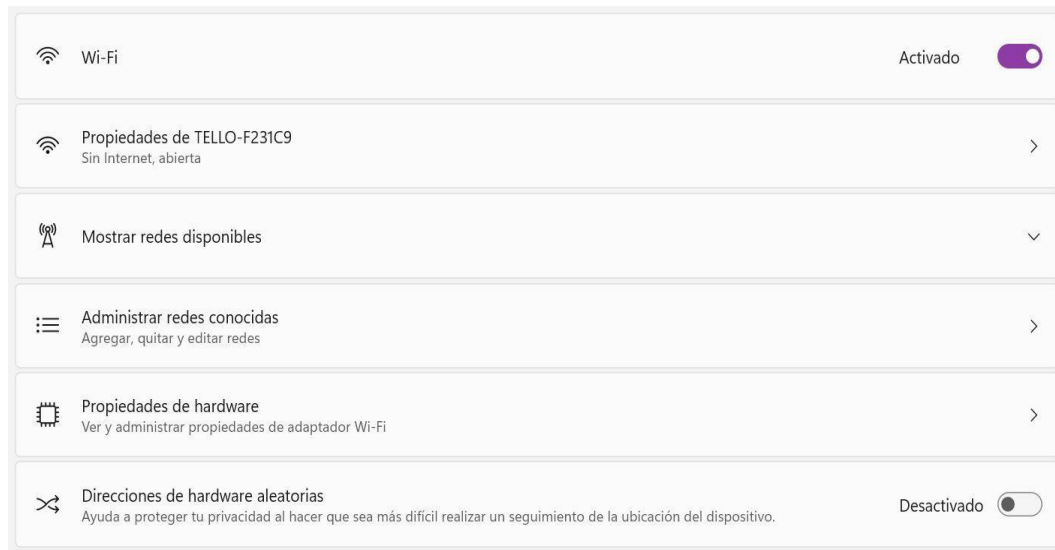 Wi-Fi
Activado
Propiedades de TELLO-F231C9
Sin Internet, abierta
Mostrar redes disponibles
Administrar redes conocidas
Agregar, quitar y editar redes
Propiedades de hardware
Ver y administrar propiedades de adaptador Wi-Fi
Direcciones de hardware aleatorias
Ayuda a proteger tu privacidad al hacer que sea más difícil realizar un seguimiento de la ubicación del dispositivo.
Desactivado